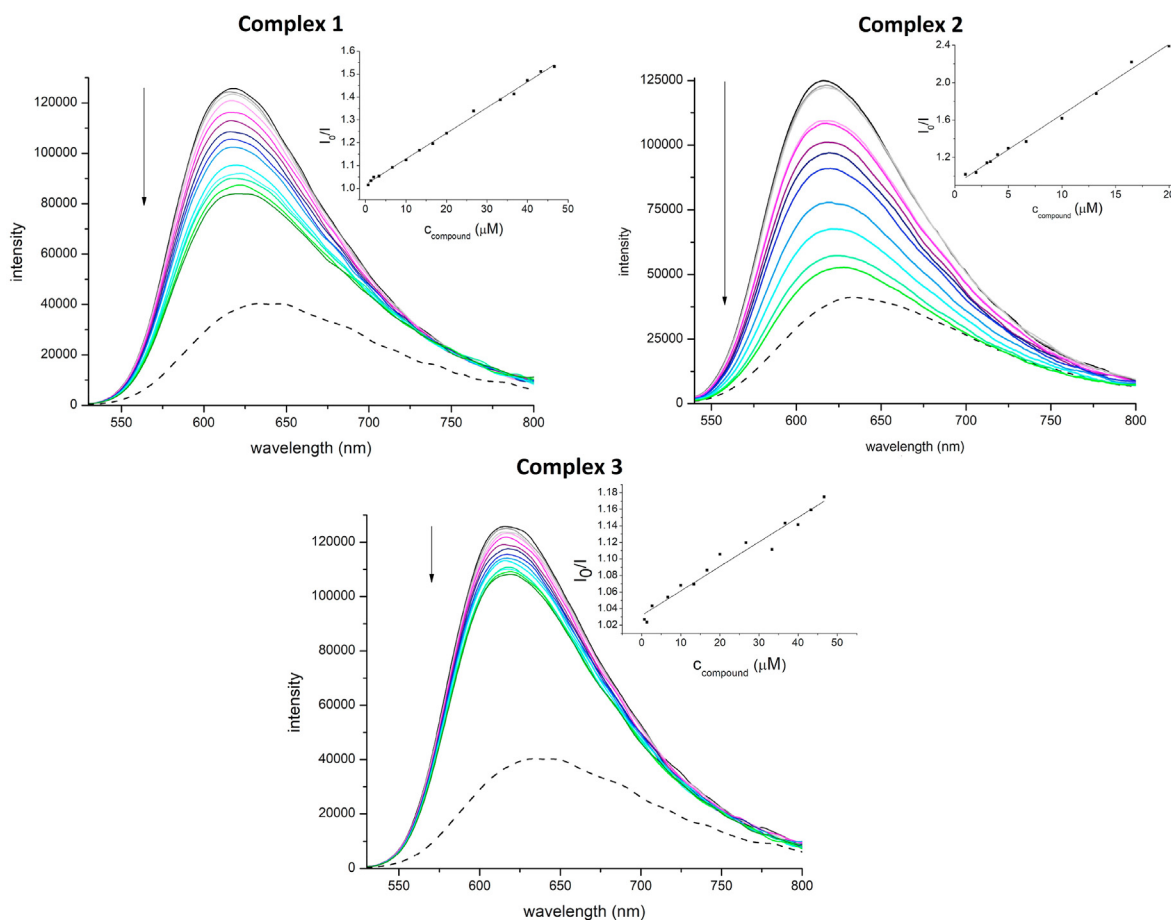 Complex 1
1.6
1.5
1.4
1.3
1.2
1.1
1.0
I0/I
0 10 20 30 40 50
ccompound (μM)
120000
100000
80000
60000
40000
20000
0
intensity
550 600 650 700 750 800
wavelength (nm)
Complex 2
2.4
2.0
1.6
1.2
I0/I
0 5 10 15 20
ccompound (μM)
125000
100000
75000
50000
25000
0
intensity
550 600 650 700 750 800
wavelength (nm)
Complex 3
1.18
1.16
1.14
1.12
1.10
1.08
1.06
1.04
1.02
I0/I
0 10 20 30 40 50
ccompound (μM)
120000
100000
80000
60000
40000
20000
0
intensity
550 600 650 700 750 800
wavelength (nm)